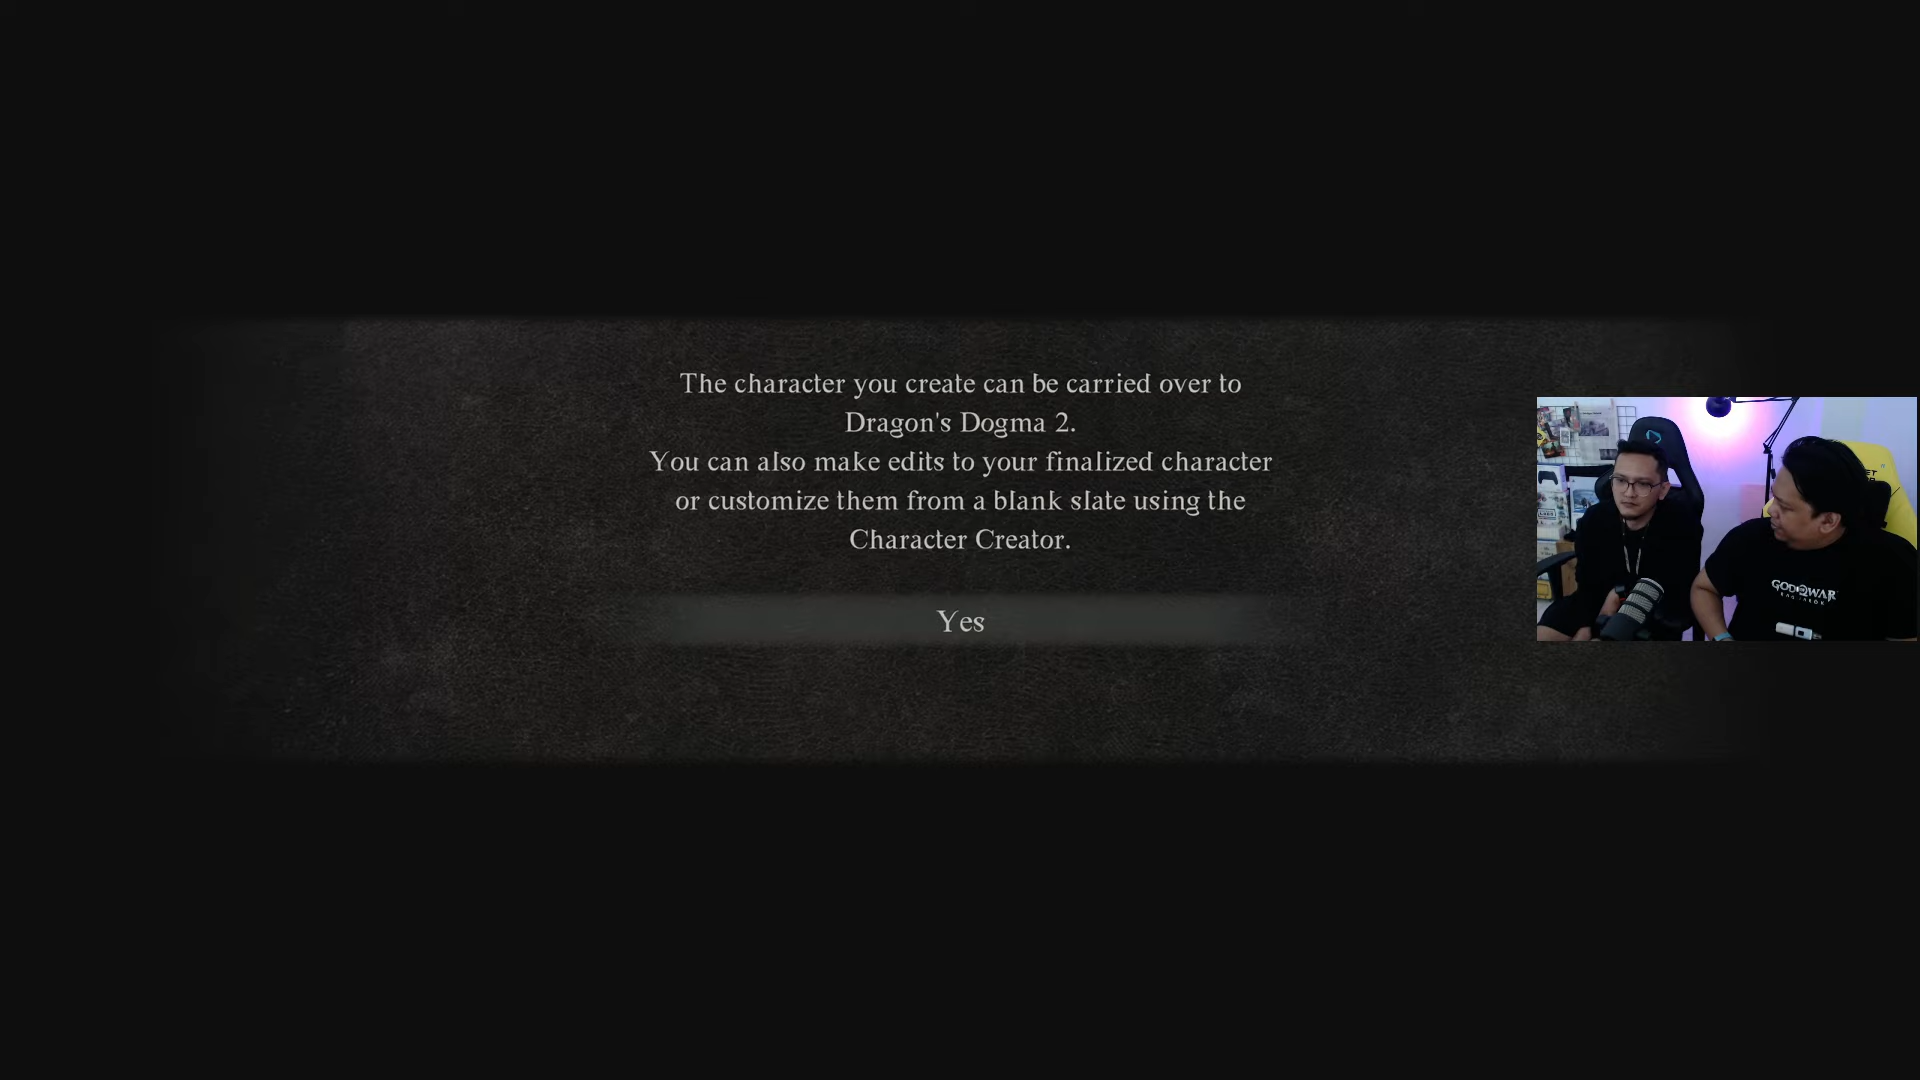 The character you create can be carried over to
Dragon's Dogma 2.
You can also make edits to your finalized character
or customize them from a blank slate using the
Character Creator.
Yes
GOD OF WAR
RAGNARÖK